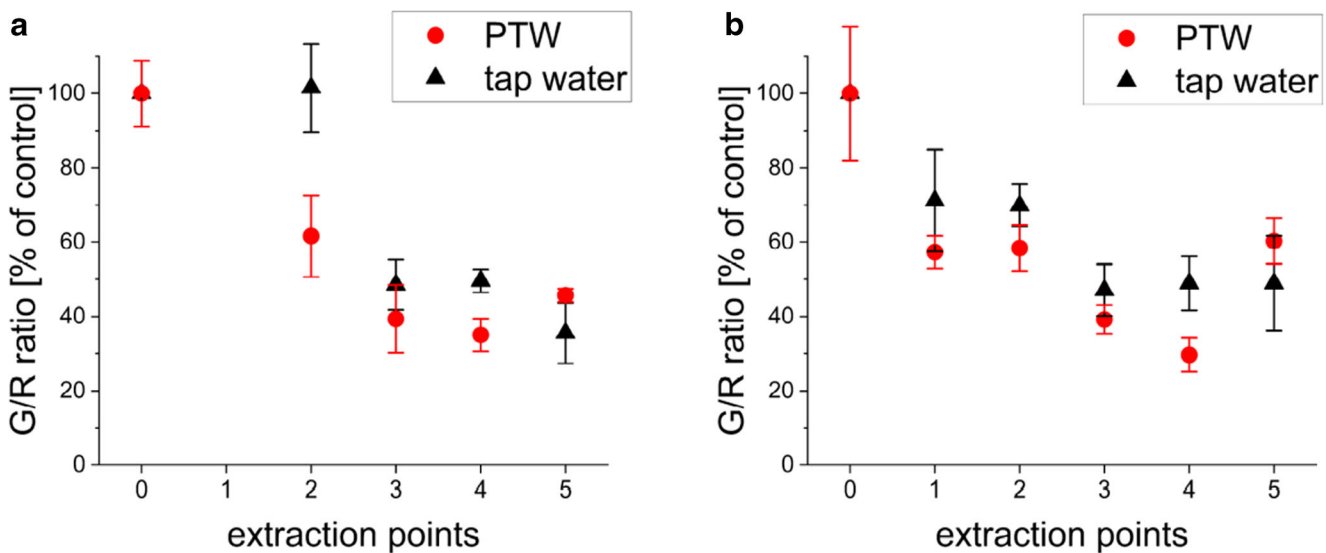 a
PTW
tap water
G/R ratio [% of control]
100
80
60
40
20
0
0 1 2 3 4 5
extraction points
b
PTW
tap water
G/R ratio [% of control]
100
80
60
40
20
0
0 1 2 3 4 5
extraction points